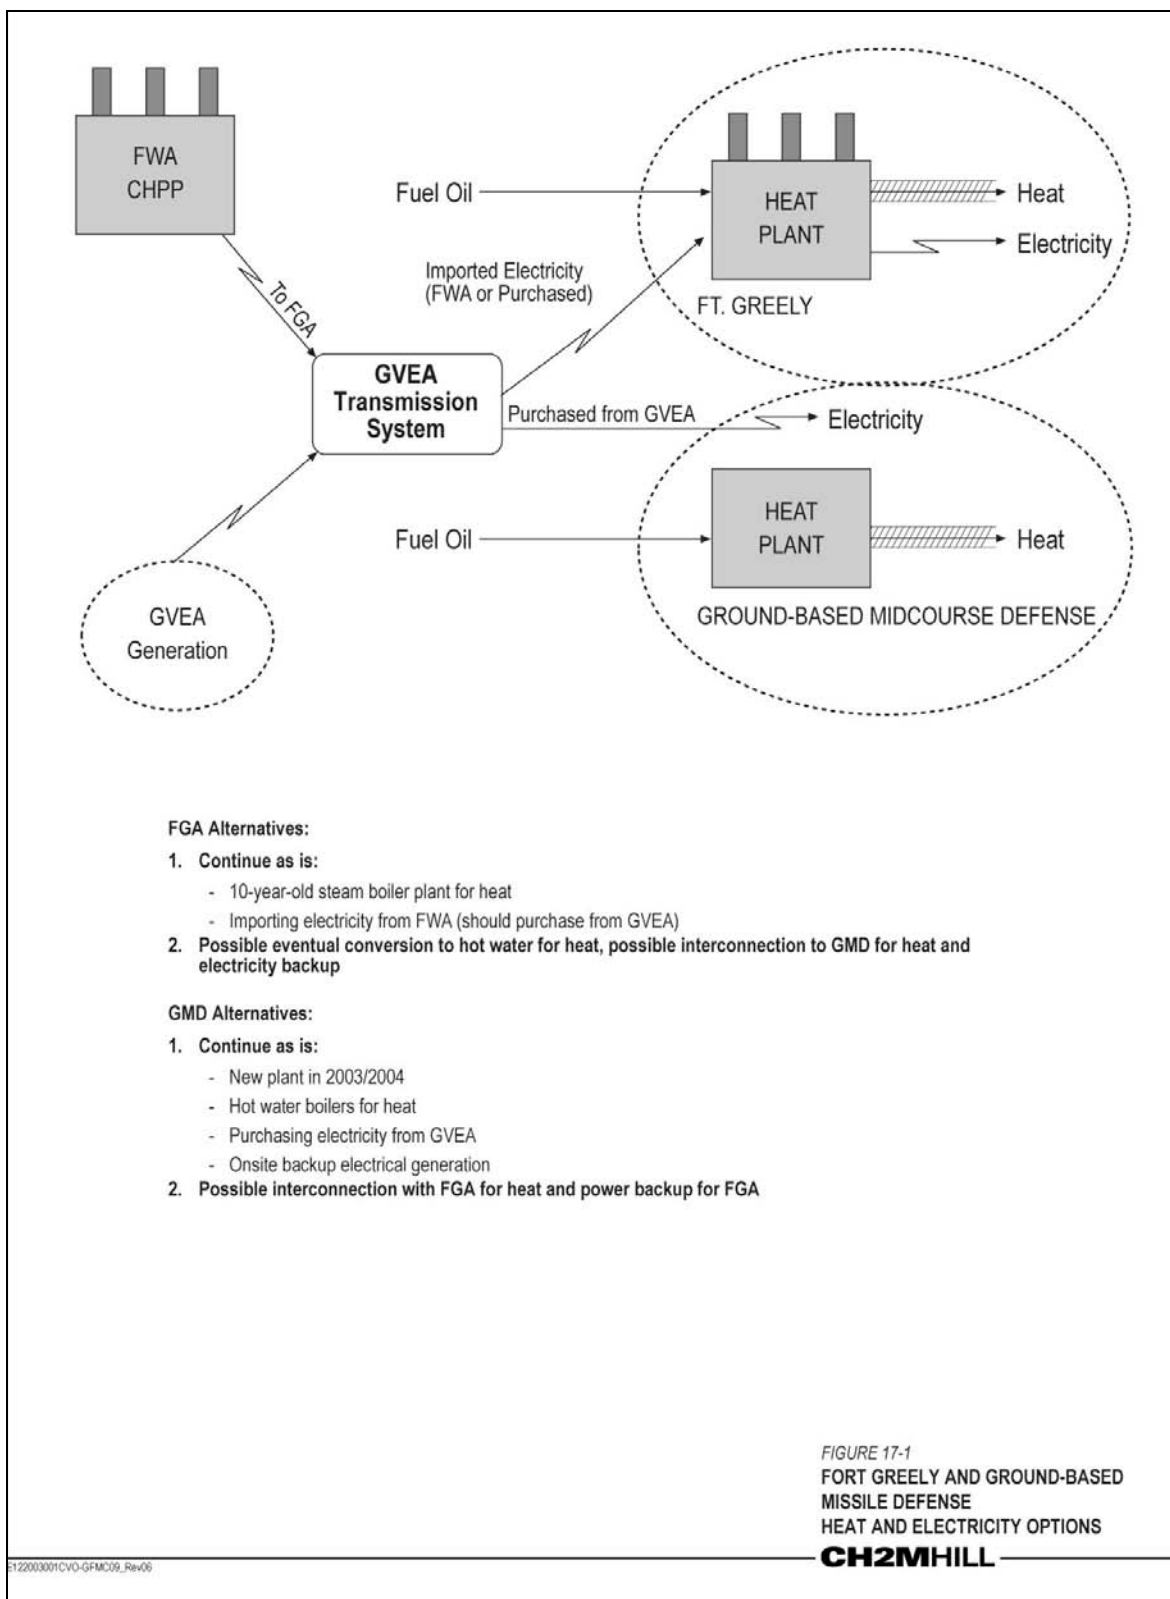 FWA
CHPP
To FGA
Fuel Oil
Imported Electricity
(FWA or Purchased)
HEAT
PLANT
Heat
Electricity
FT. GREELY
GVEA
Transmission
System
Purchased from GVEA
Electricity
Fuel Oil
HEAT
PLANT
Heat
GROUND-BASED MIDCOURSE DEFENSE
GVEA
Generation
FGA Alternatives:
1. Continue as is:
- 10-year-old steam boiler plant for heat
- Importing electricity from FWA (should purchase from GVEA)
2. Possible eventual conversion to hot water for heat, possible interconnection to GMD for heat and
electricity backup
GMD Alternatives:
1. Continue as is:
- New plant in 2003/2004
- Hot water boilers for heat
- Purchasing electricity from GVEA
- Onsite backup electrical generation
2. Possible interconnection with FGA for heat and power backup for FGA
FIGURE 17-1
FORT GREELY AND GROUND-BASED
MISSILE DEFENSE
HEAT AND ELECTRICITY OPTIONS
CH2MHILL
E122003001CVO-GFMC09_Rev06